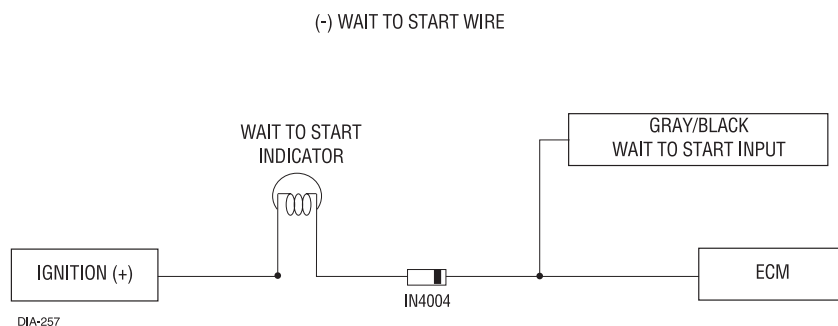 (-) WAIT TO START WIRE
WAIT TO START
INDICATOR
GRAY/BLACK
WAIT TO START INPUT
IGNITION (+)
IN4004
ECM
DIA-257